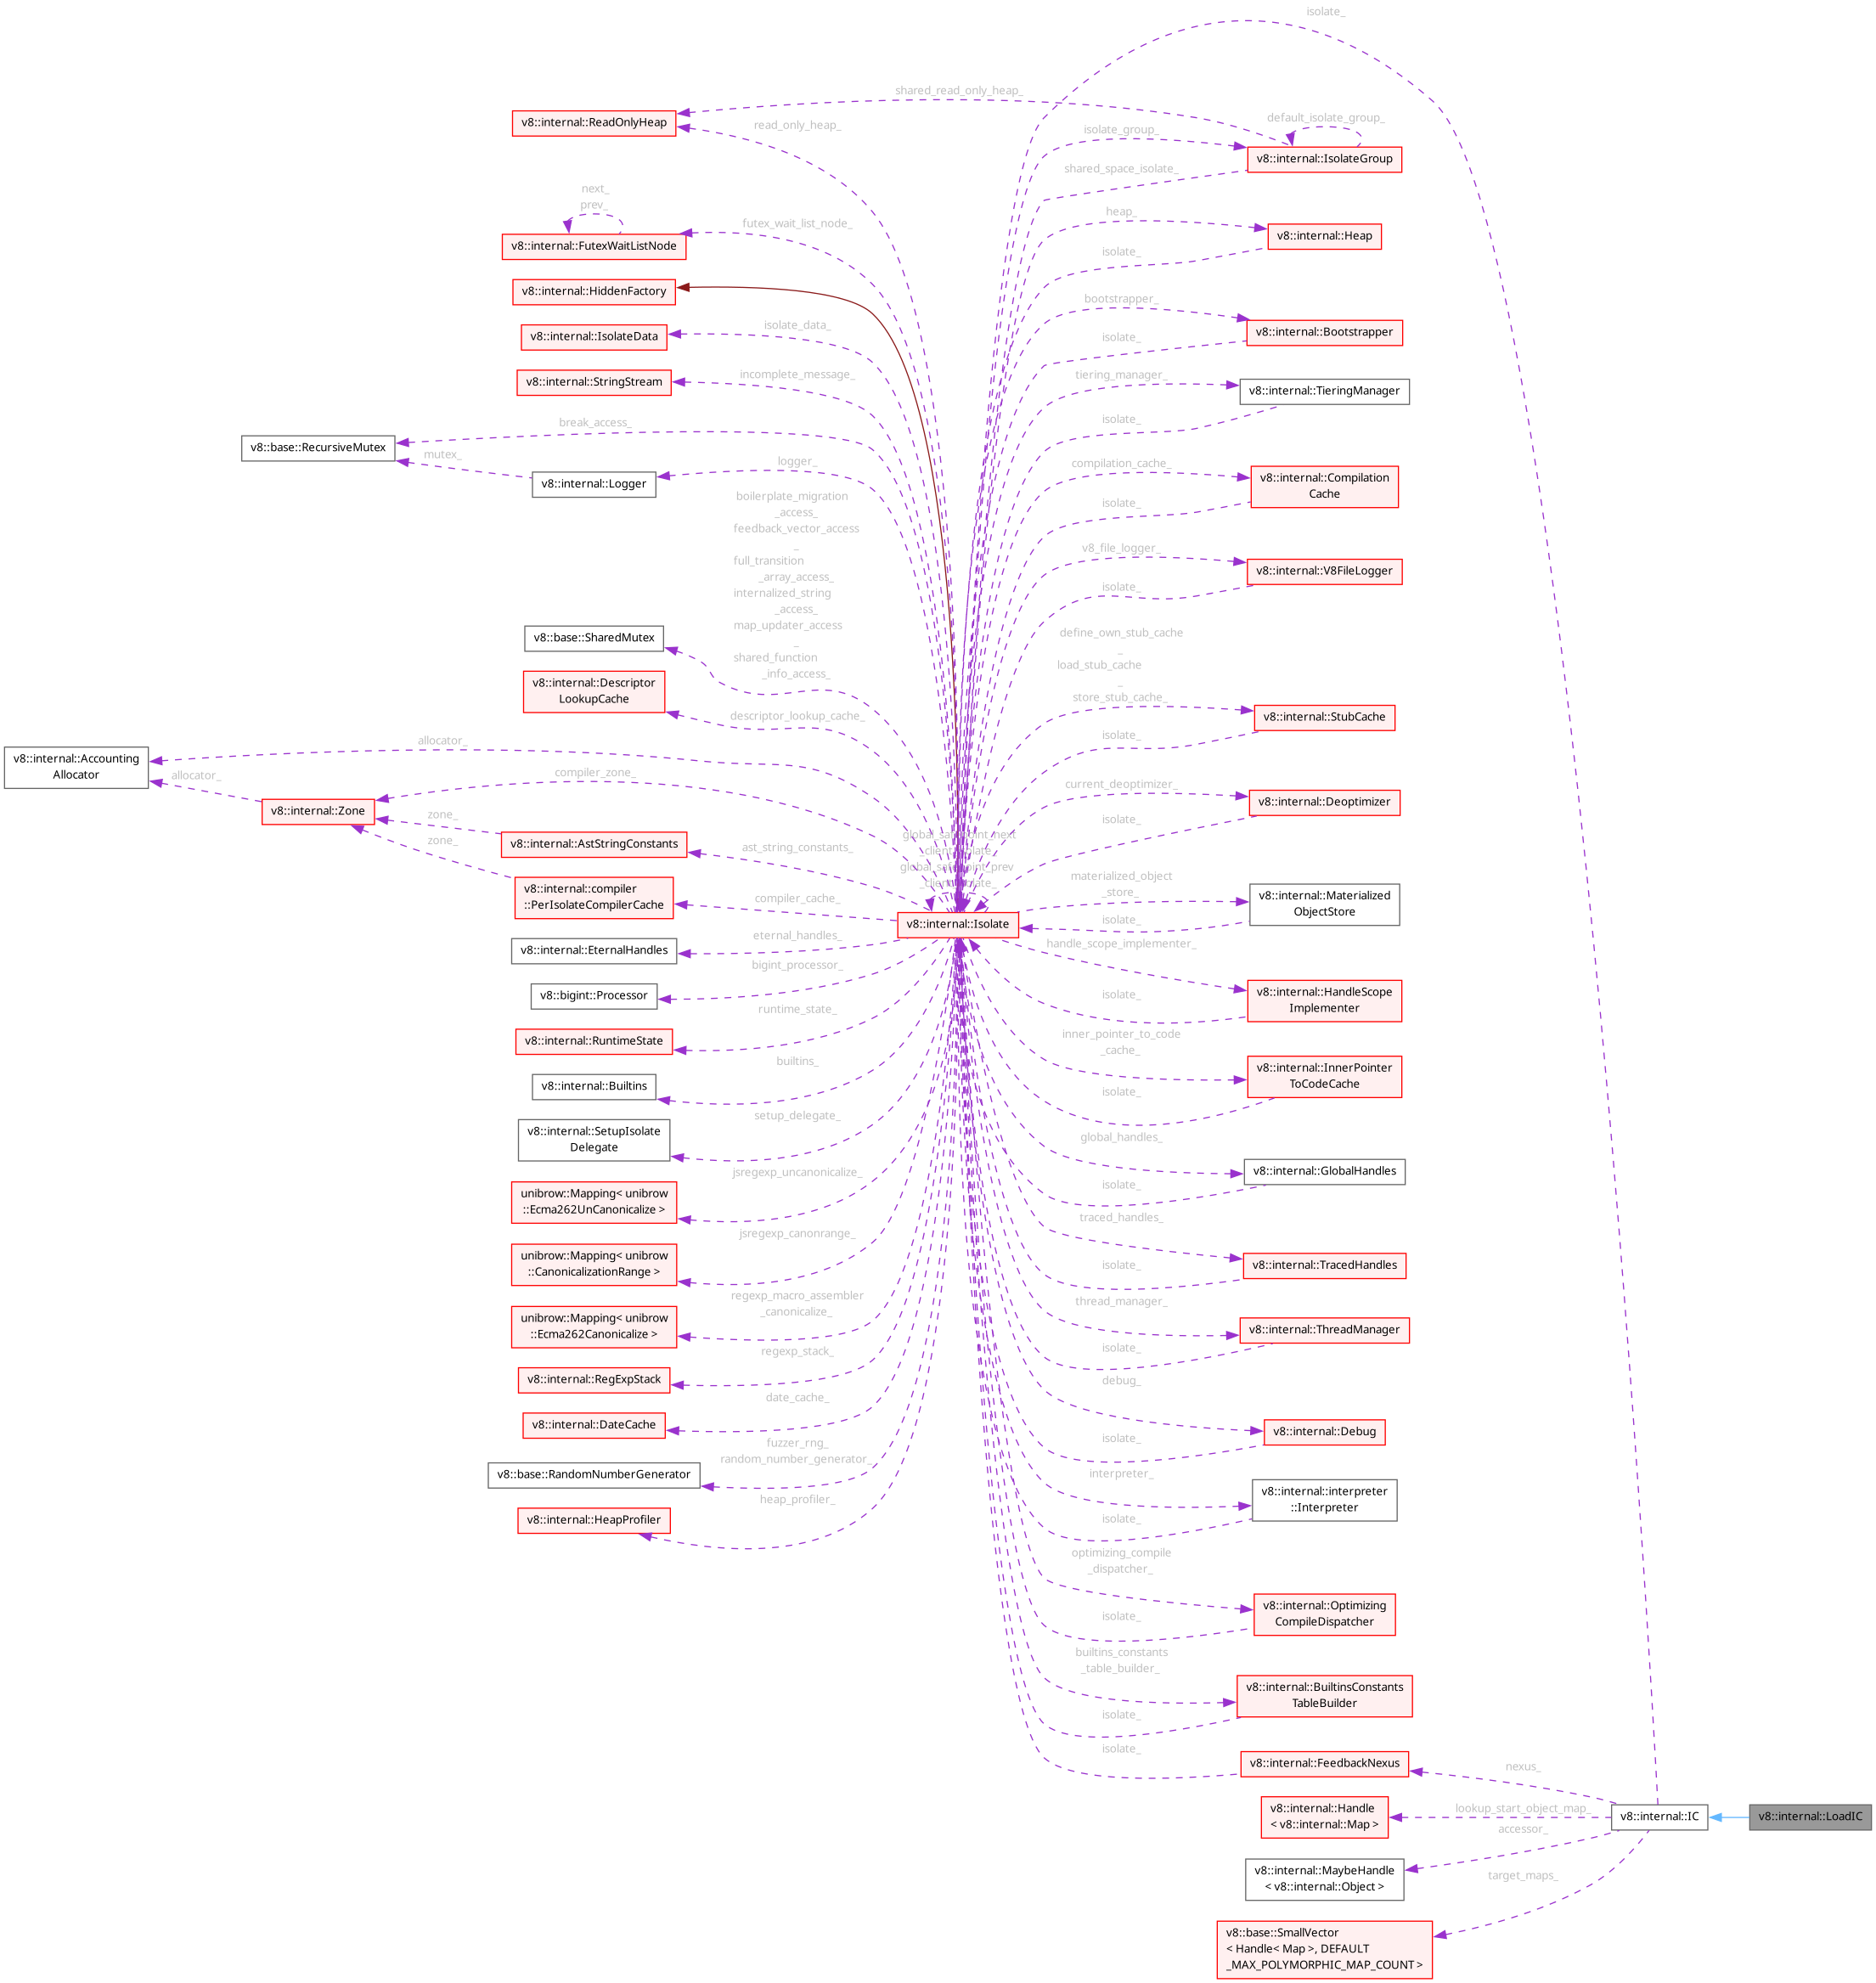 isolate_
shared_read_only_heap_
default_isolate_group_
v8::internal::ReadOnlyHeap
read_only_heap_
isolate_group_
v8::internal::IsolateGroup
shared_space_isolate_
next_
prev_
futex_wait_list_node_
heap_
v8::internal::Heap
v8::internal::FutexWaitListNode
isolate_
v8::internal::HiddenFactory
bootstrapper_
isolate_data_
v8::internal::Bootstrapper
v8::internal::IsolateData
isolate_
incomplete_message_
tiering_manager_
v8::internal::StringStream
v8::internal::TieringManager
break_access_
isolate_
v8::base::RecursiveMutex
mutex_
logger_
compilation_cache_
v8::internal::Logger
v8::internal::Compilation
Cache
isolate_
boilerplate_migration
_access_
feedback_vector_access
_
full_transition
_array_access_
internalized_string
_access_
map_updater_access
_
shared_function
_info_access_
v8_file_logger_
v8::internal::V8FileLogger
isolate_
v8::base::SharedMutex
define_own_stub_cache
_
load_stub_cache
_
store_stub_cache_
v8::internal::Descriptor
LookupCache
descriptor_lookup_cache_
v8::internal::StubCache
isolate_
allocator_
v8::internal::Accounting
Allocator
allocator_
compiler_zone_
current_deoptimizer_
v8::internal::Zone
v8::internal::Deoptimizer
zone_
isolate_
v8::internal::AstStringConstants
zone_
ast_string_constants_
global_safepoint_next
_client_isolate_
global_safepoint_prev
_client_isolate_
materialized_object
_store_
v8::internal::compiler
::PerIsolateCompilerCache
compiler_cache_
v8::internal::Materialized
ObjectStore
v8::internal::Isolate
isolate_
eternal_handles_
v8::internal::EternalHandles
handle_scope_implementer_
bigint_processor_
v8::bigint::Processor
isolate_
v8::internal::HandleScope
Implementer
runtime_state_
v8::internal::RuntimeState
inner_pointer_to_code
_cache_
builtins_
v8::internal::InnerPointer
ToCodeCache
v8::internal::Builtins
isolate_
setup_delegate_
v8::internal::SetupIsolate
Delegate
global_handles_
v8::internal::GlobalHandles
jsregexp_uncanonicalize_
isolate_
unibrow::Mapping< unibrow
::Ecma262UnCanonicalize >
traced_handles_
jsregexp_canonrange_
unibrow::Mapping< unibrow
::CanonicalizationRange >
v8::internal::TracedHandles
isolate_
regexp_macro_assembler
_canonicalize_
thread_manager_
unibrow::Mapping< unibrow
::Ecma262Canonicalize >
v8::internal::ThreadManager
regexp_stack_
isolate_
v8::internal::RegExpStack
debug_
date_cache_
v8::internal::DateCache
v8::internal::Debug
isolate_
fuzzer_rng_
random_number_generator_
v8::base::RandomNumberGenerator
interpreter_
v8::internal::interpreter
::Interpreter
heap_profiler_
v8::internal::HeapProfiler
isolate_
optimizing_compile
_dispatcher_
v8::internal::Optimizing
CompileDispatcher
isolate_
builtins_constants
_table_builder_
v8::internal::BuiltinsConstants
TableBuilder
isolate_
isolate_
v8::internal::FeedbackNexus
nexus_
v8::internal::Handle
< v8::internal::Map >
lookup_start_object_map_
v8::internal::IC
v8::internal::LoadIC
accessor_
v8::internal::MaybeHandle
< v8::internal::Object >
target_maps_
v8::base::SmallVector
< Handle< Map >, DEFAULT
_MAX_POLYMORPHIC_MAP_COUNT >